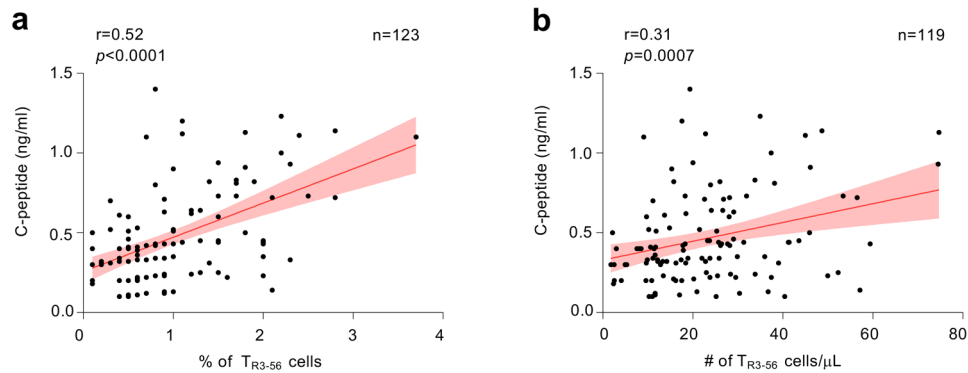 a
r=0.52
p<0.0001
n=123
C-peptide (ng/ml)
1.5
1.0
0.5
0.0
0 1 2 3 4
% of TR3-56 cells
b
r=0.31
p=0.0007
n=119
C-peptide (ng/ml)
1.5
1.0
0.5
0.0
0 20 40 60 80
# of TR3-56 cells/μL